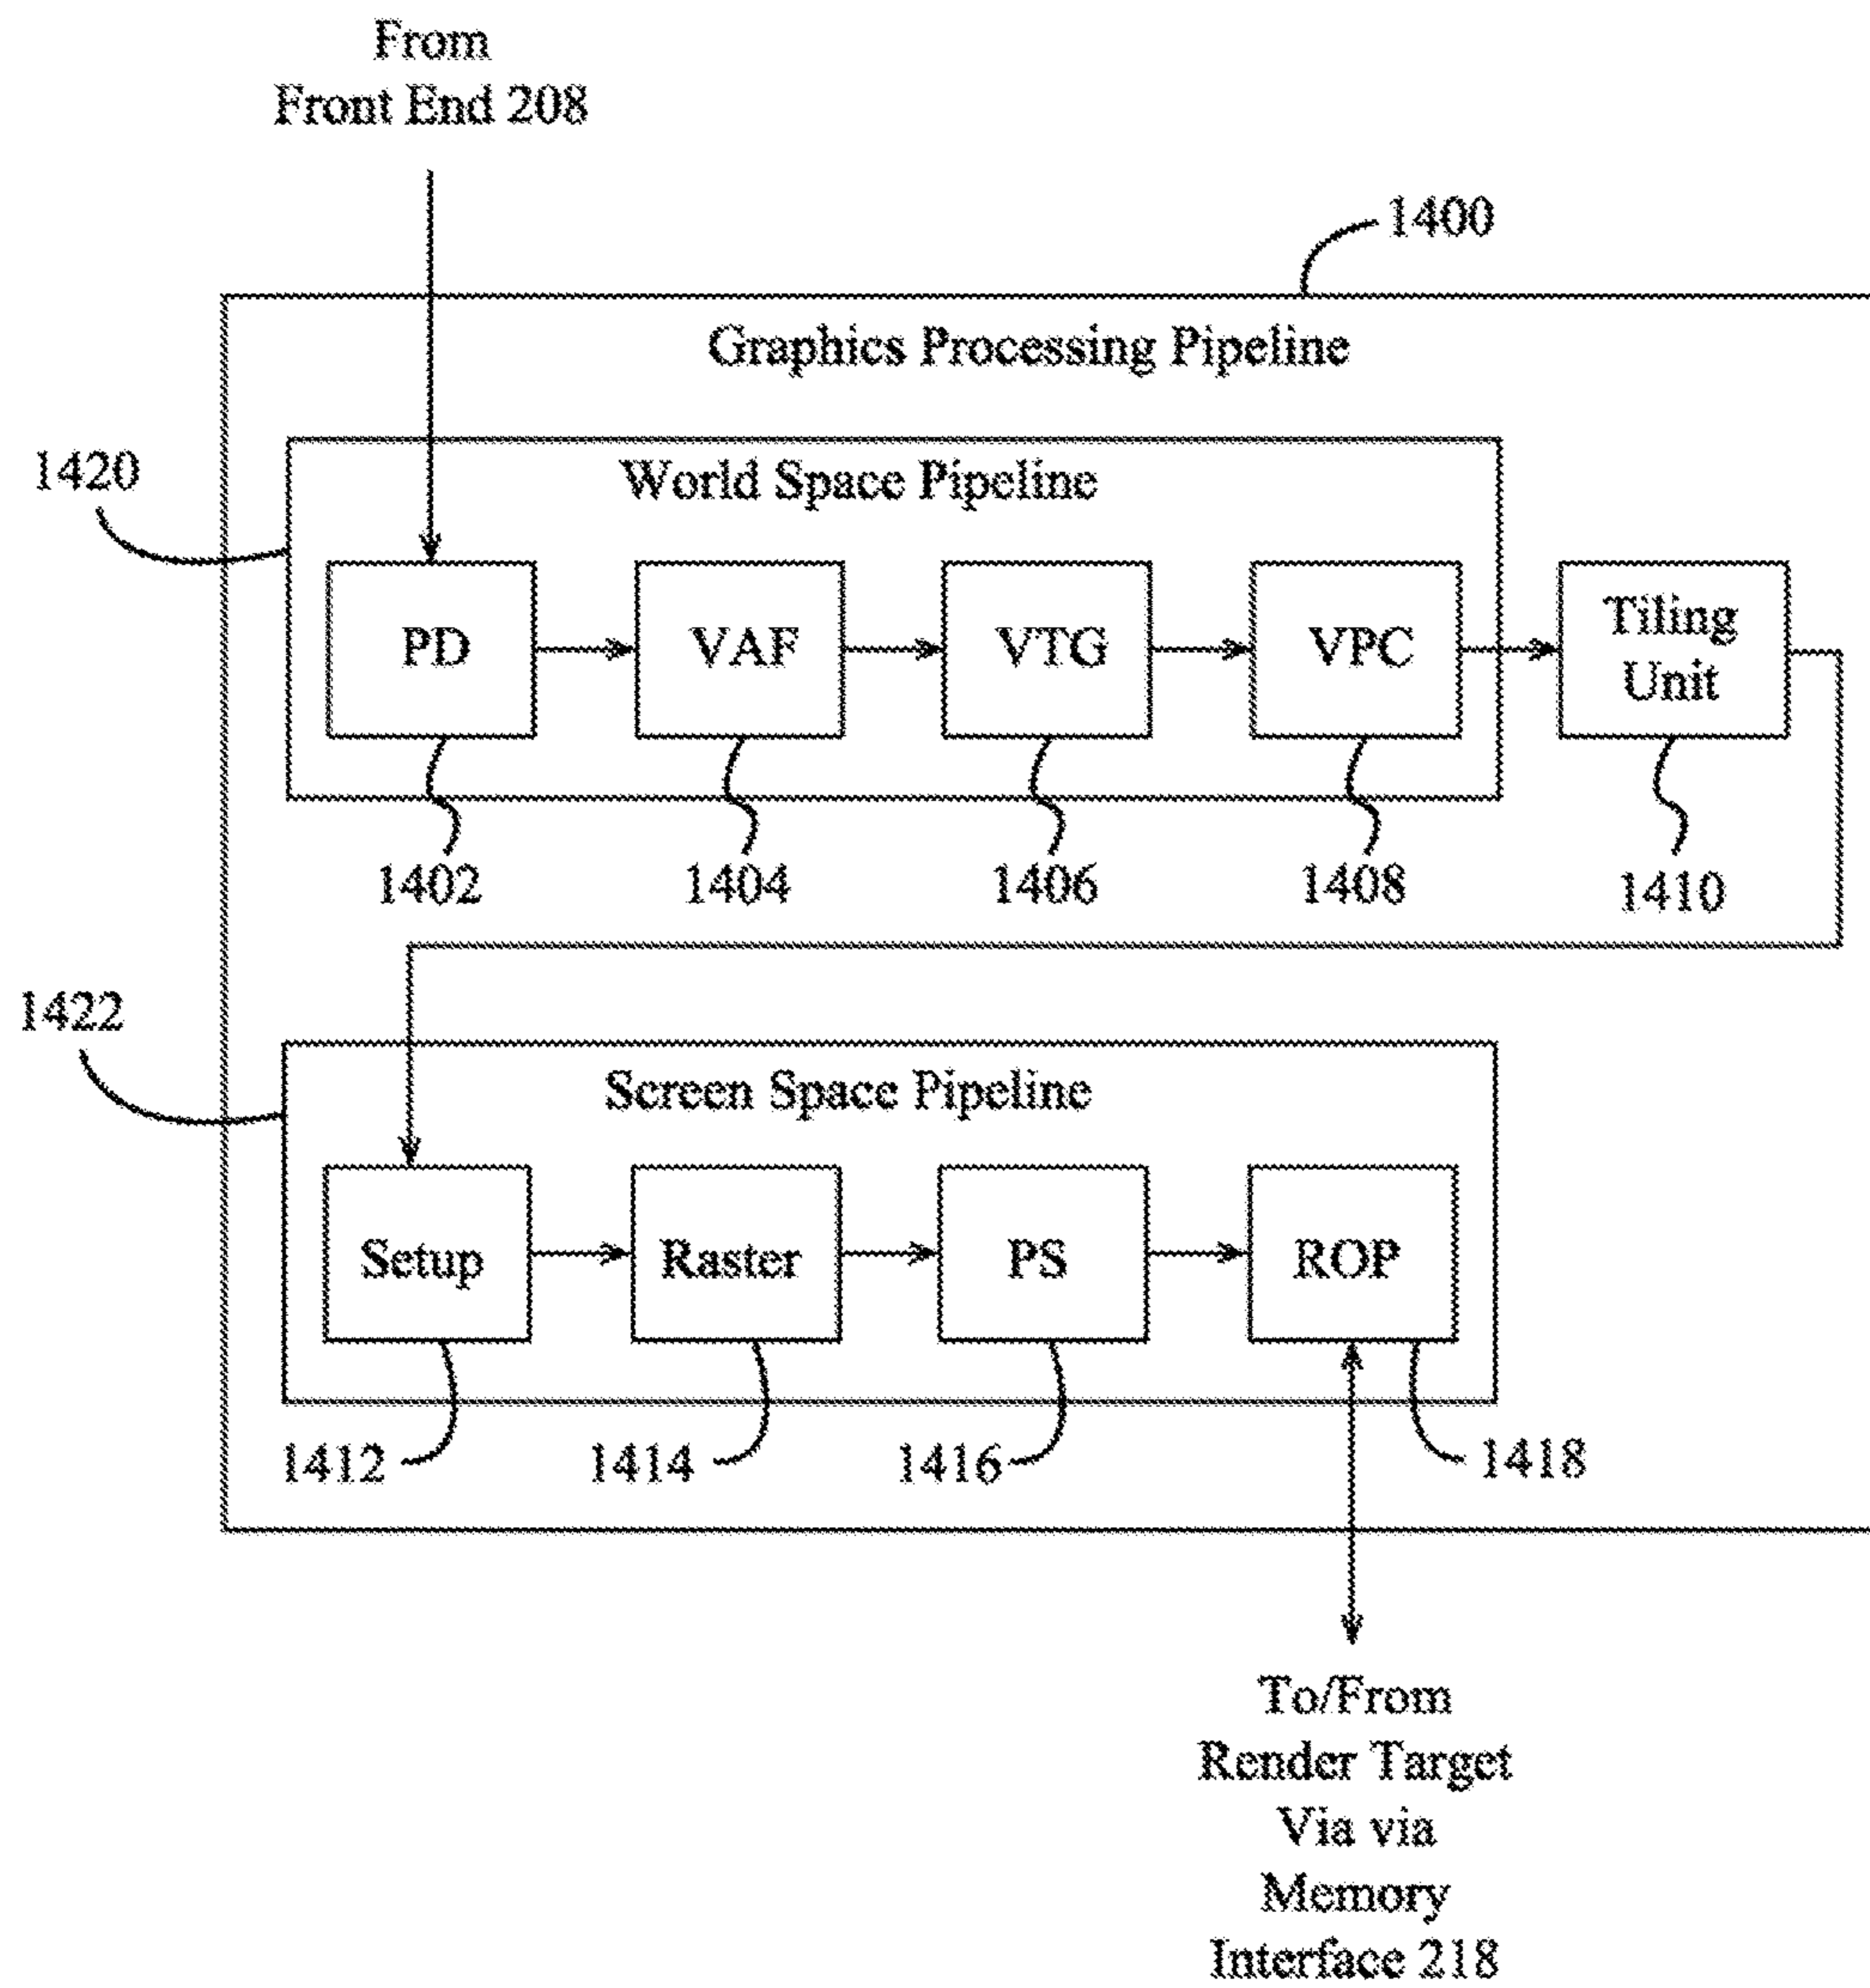 From
Front End 208
1400
Graphics Processing Pipeline
1420
World Space Pipeline
PD
VAF
VTG
VPC
Tiling
Unit
1402
1404
1406
1408
1410
1422
Screen Space Pipeline
Setup
Raster
PS
ROP
1412
1414
1416
1418
To/From
Render Target
Via via
Memory
Interface 218